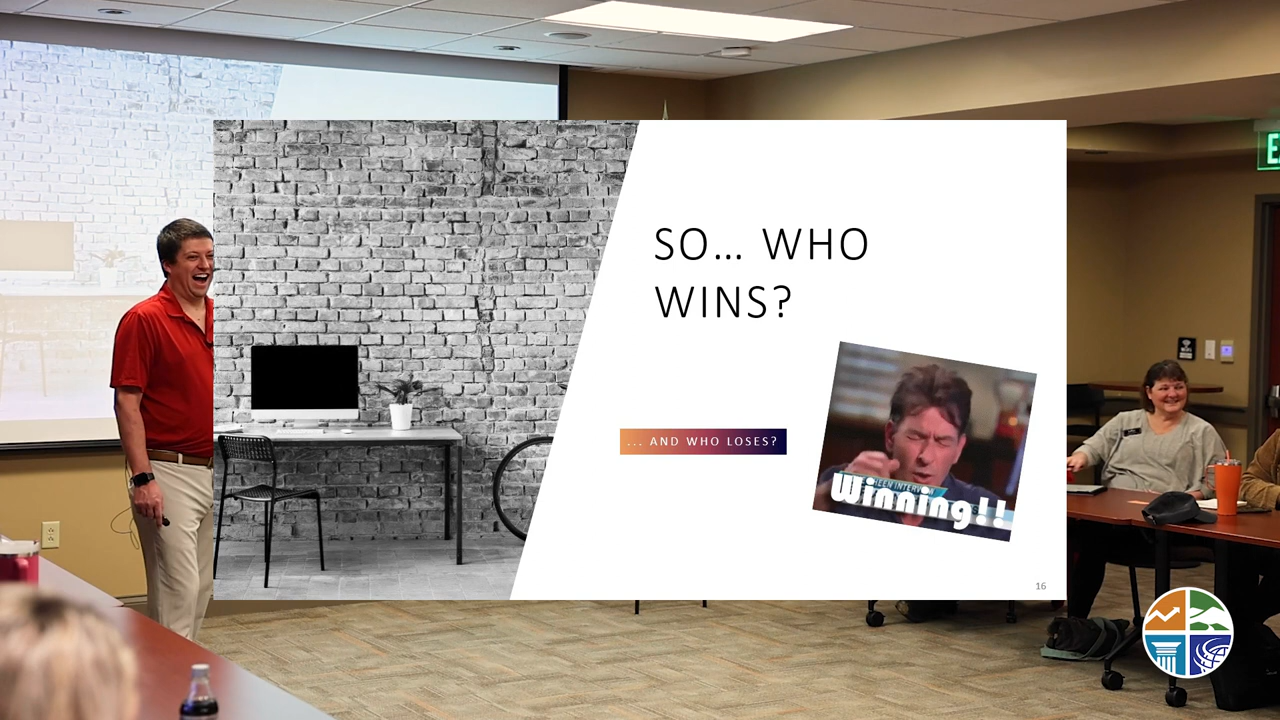 SO... WHO
WINS?
... AND WHO LOSES?
Winning!!
16